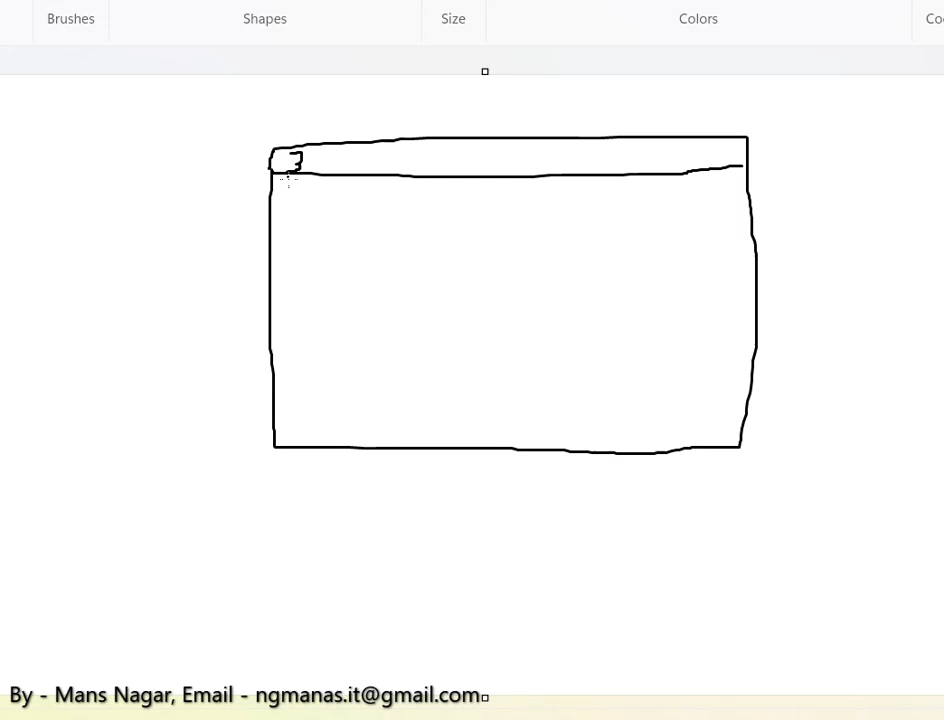 Brushes
Shapes
Size
Colors
By - Mans Nagar, Email - ngmanas.it@gmail.com